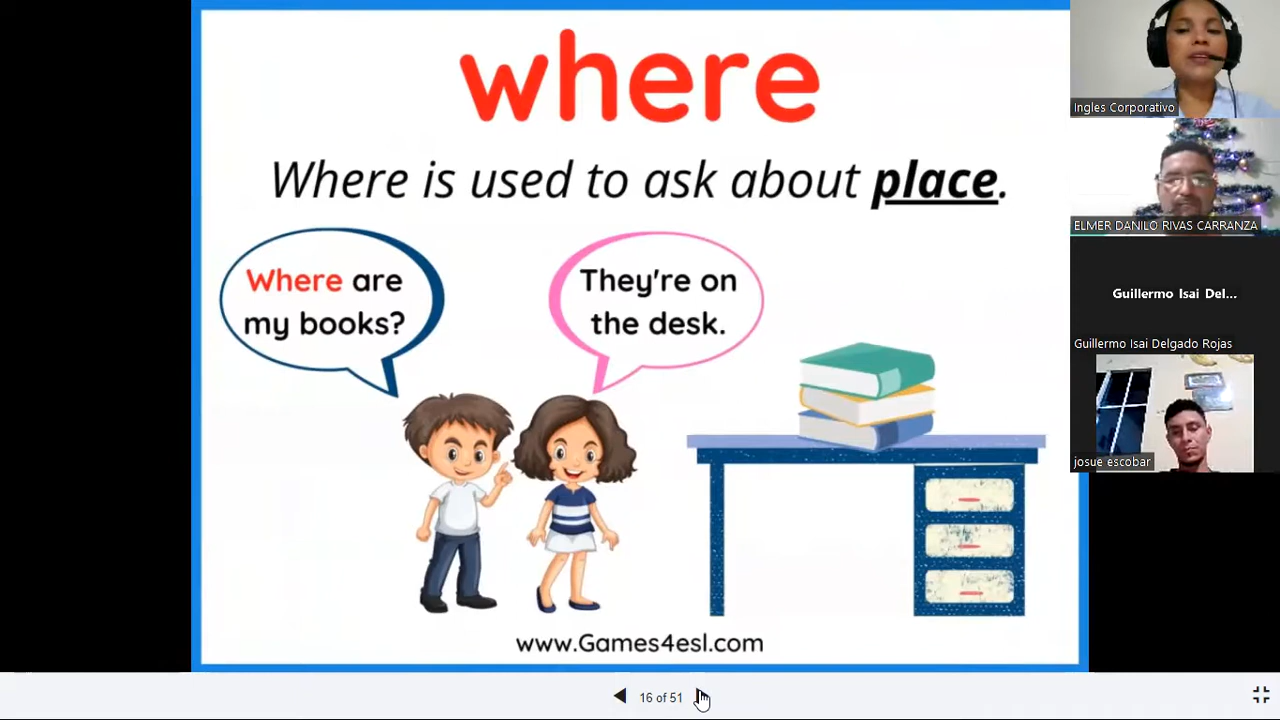 where
Where is used to ask about place.
Where are
my books?
They're on
the desk.
www.Games4esl.com
16 of 51
Ingles Corporativo
ELMER DANILO RIVAS CARRANZA
Guillermo Isai Del...
Guillermo Isai Delgado Rojas
josue escobar